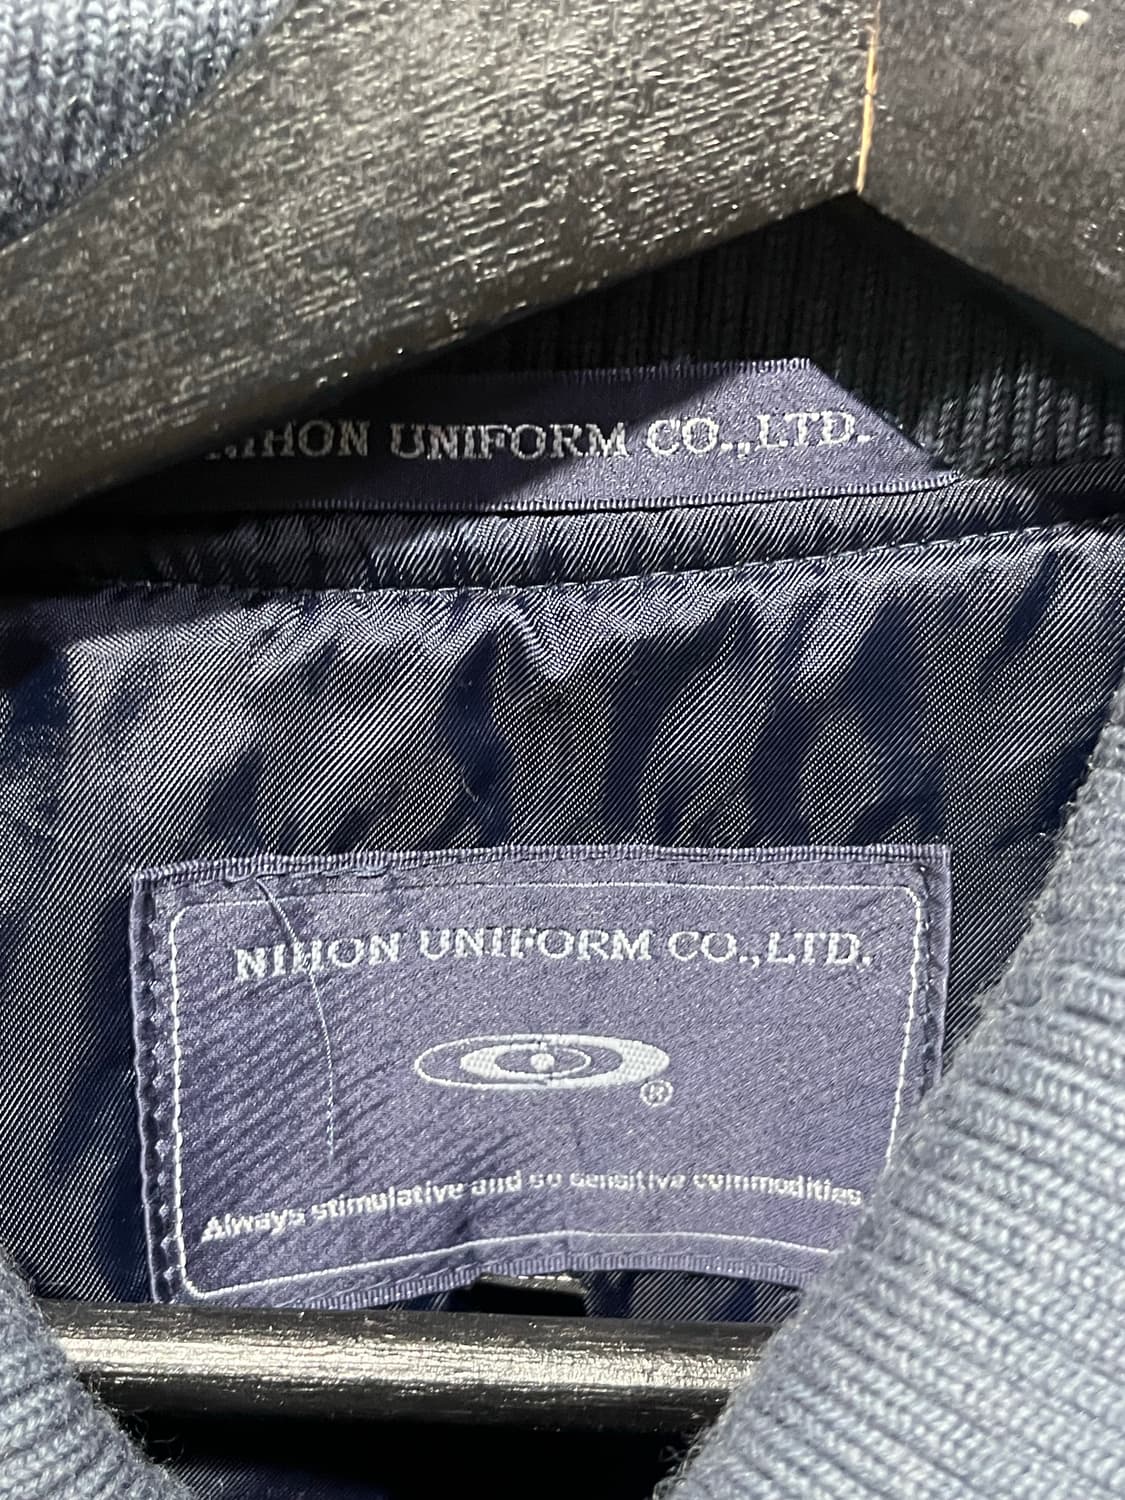 NIHON UNIFORM CO.,LTD.
NIHON UNIFORM CO.,LTD.
®
Always stimulative and so sensitive commodities